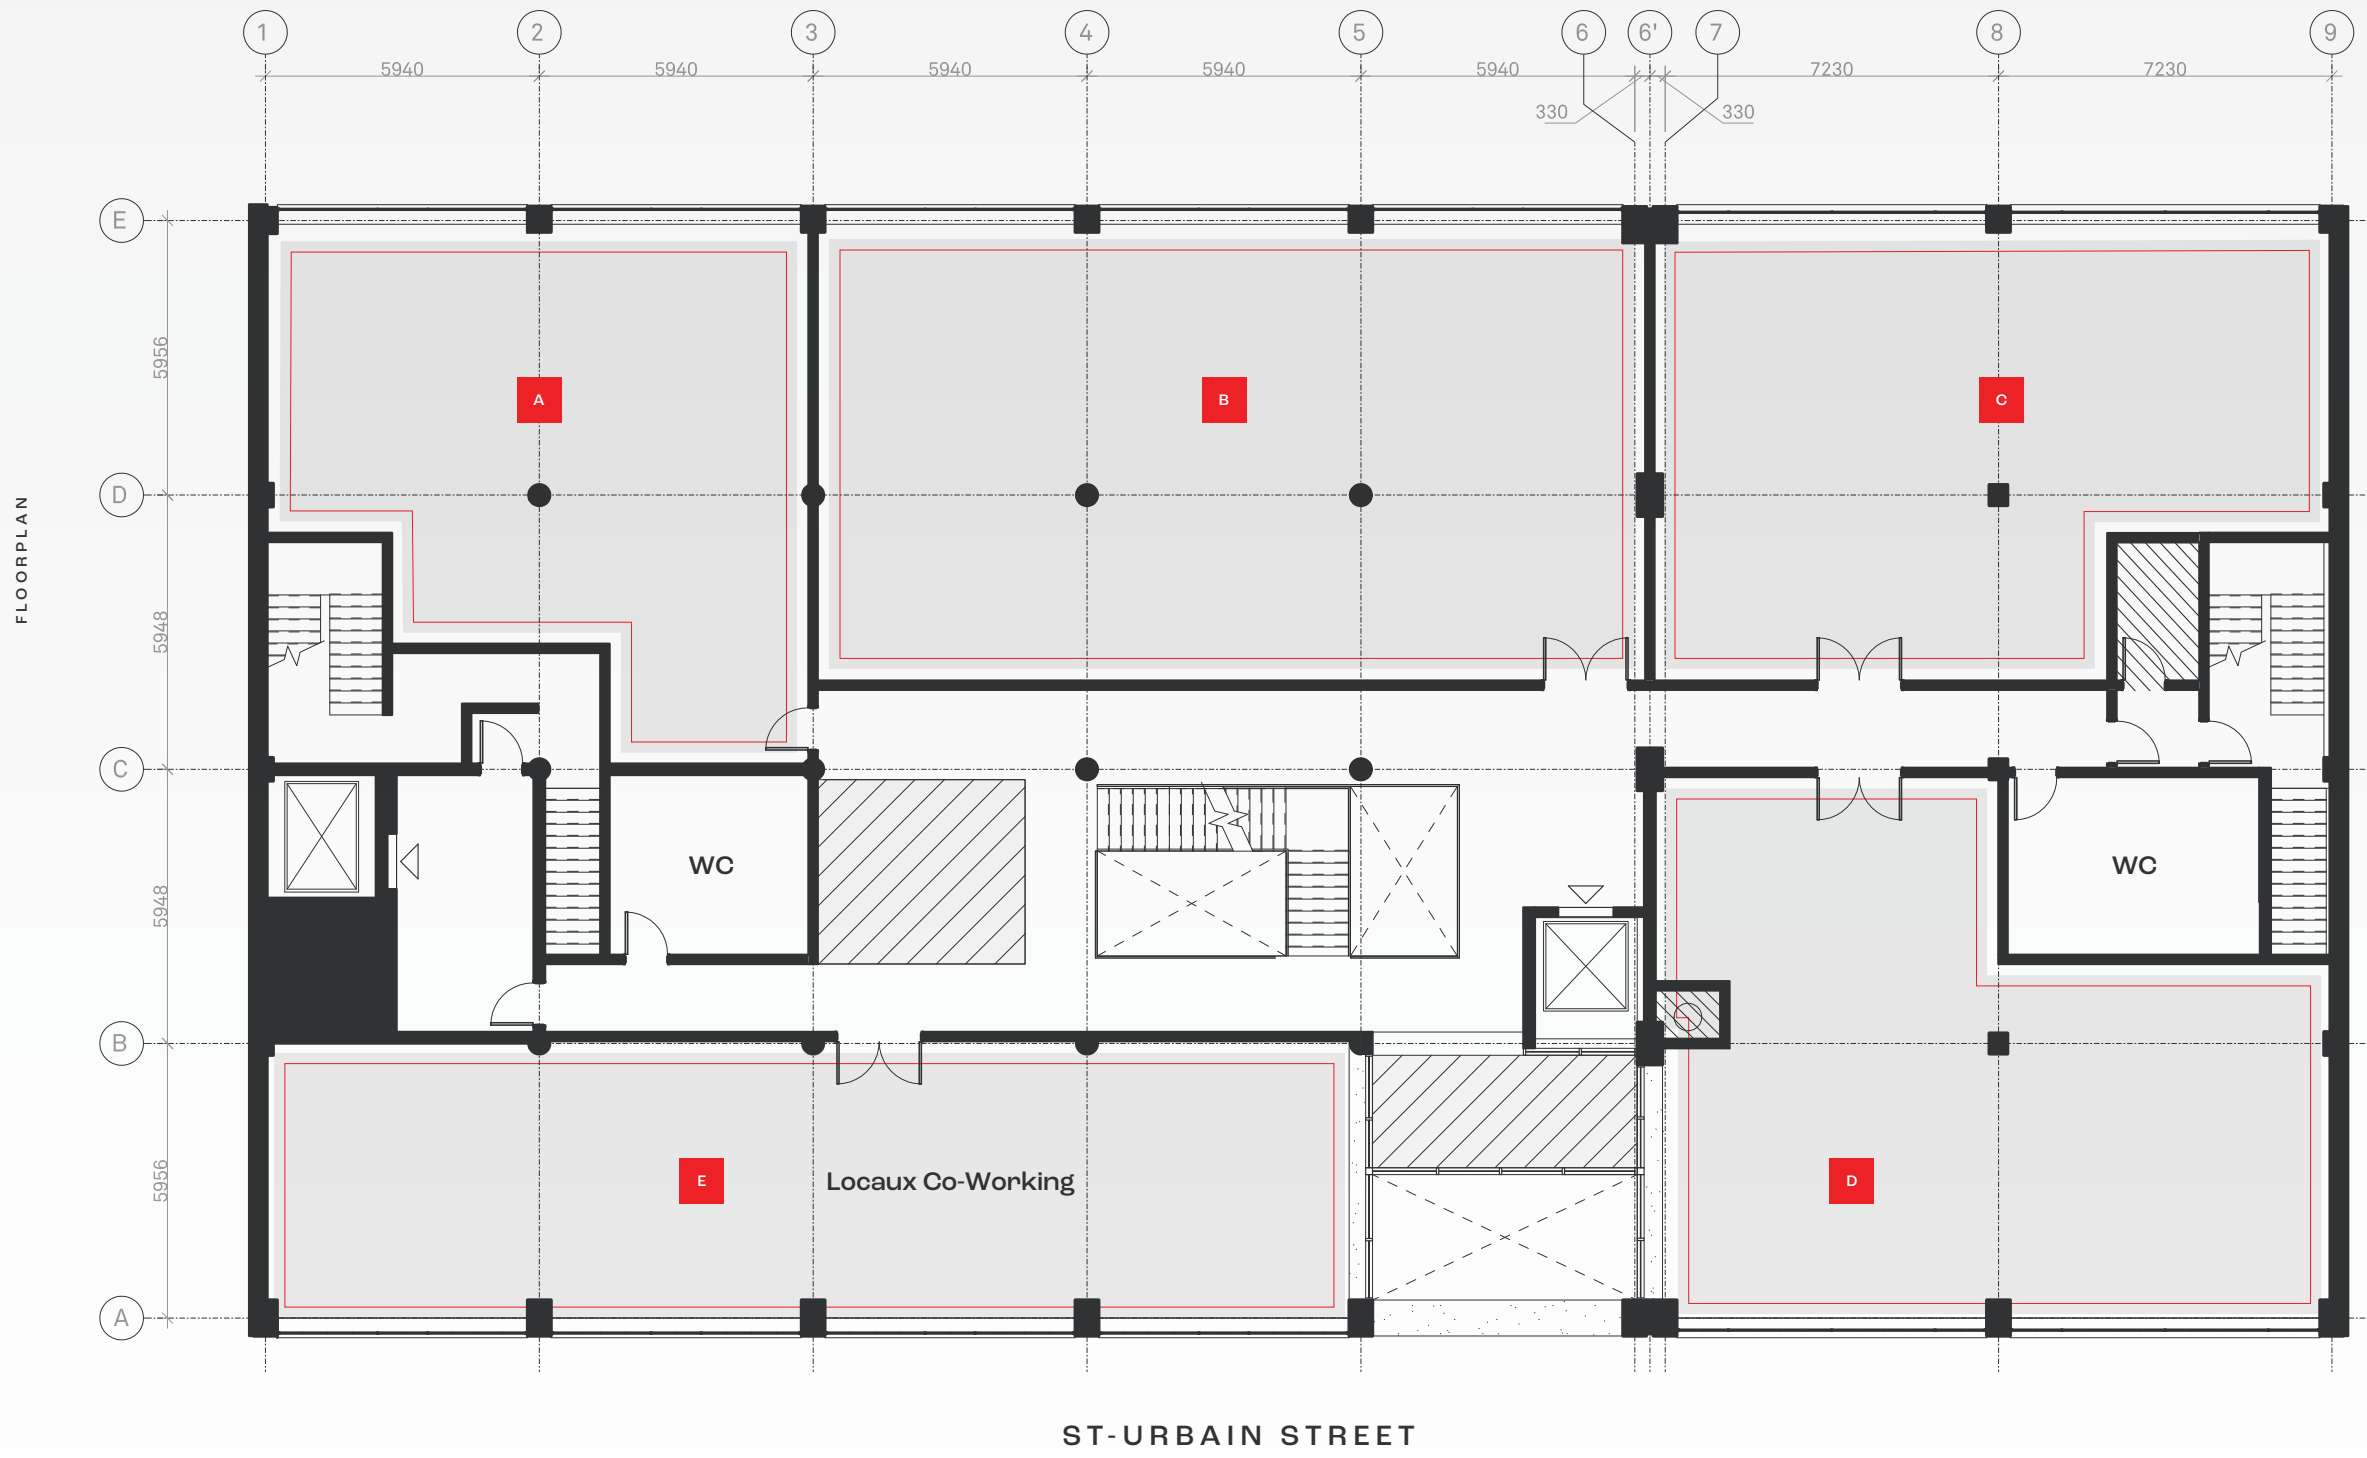 1 2 3 4 5 6 6' 7 8 9
5940 5940 5940 5940 5940 7230 7230
330 330
E
A B C
5956
D
FLOORPLAN
5948
C
WC WC
5948
B
E Locaux Co-Working D
5956
A
ST-URBAIN STREET